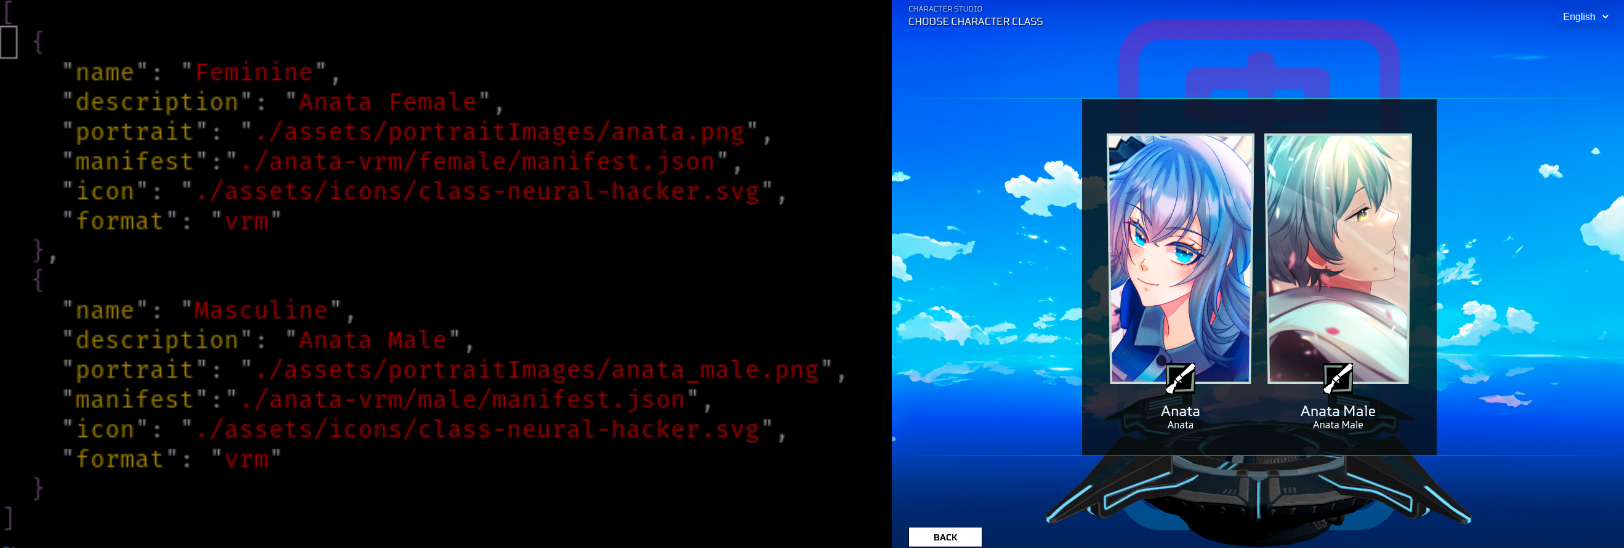 [
{
"name": "Feminine",
"description": "Anata Female",
"portrait": "./assets/portraitImages/anata.png",
"manifest":"./anata-vrm/female/manifest.json",
"icon": "./assets/icons/class-neural-hacker.svg",
"format": "vrm"
},
{
"name": "Masculine",
"description": "Anata Male",
"portrait": "./assets/portraitImages/anata_male.png",
"manifest":"./anata-vrm/male/manifest.json",
"icon": "./assets/icons/class-neural-hacker.svg",
"format": "vrm"
}
]
CHARACTER STUDIO
CHOOSE CHARACTER CLASS
English
Anata
Anata
Anata Male
Anata Male
BACK